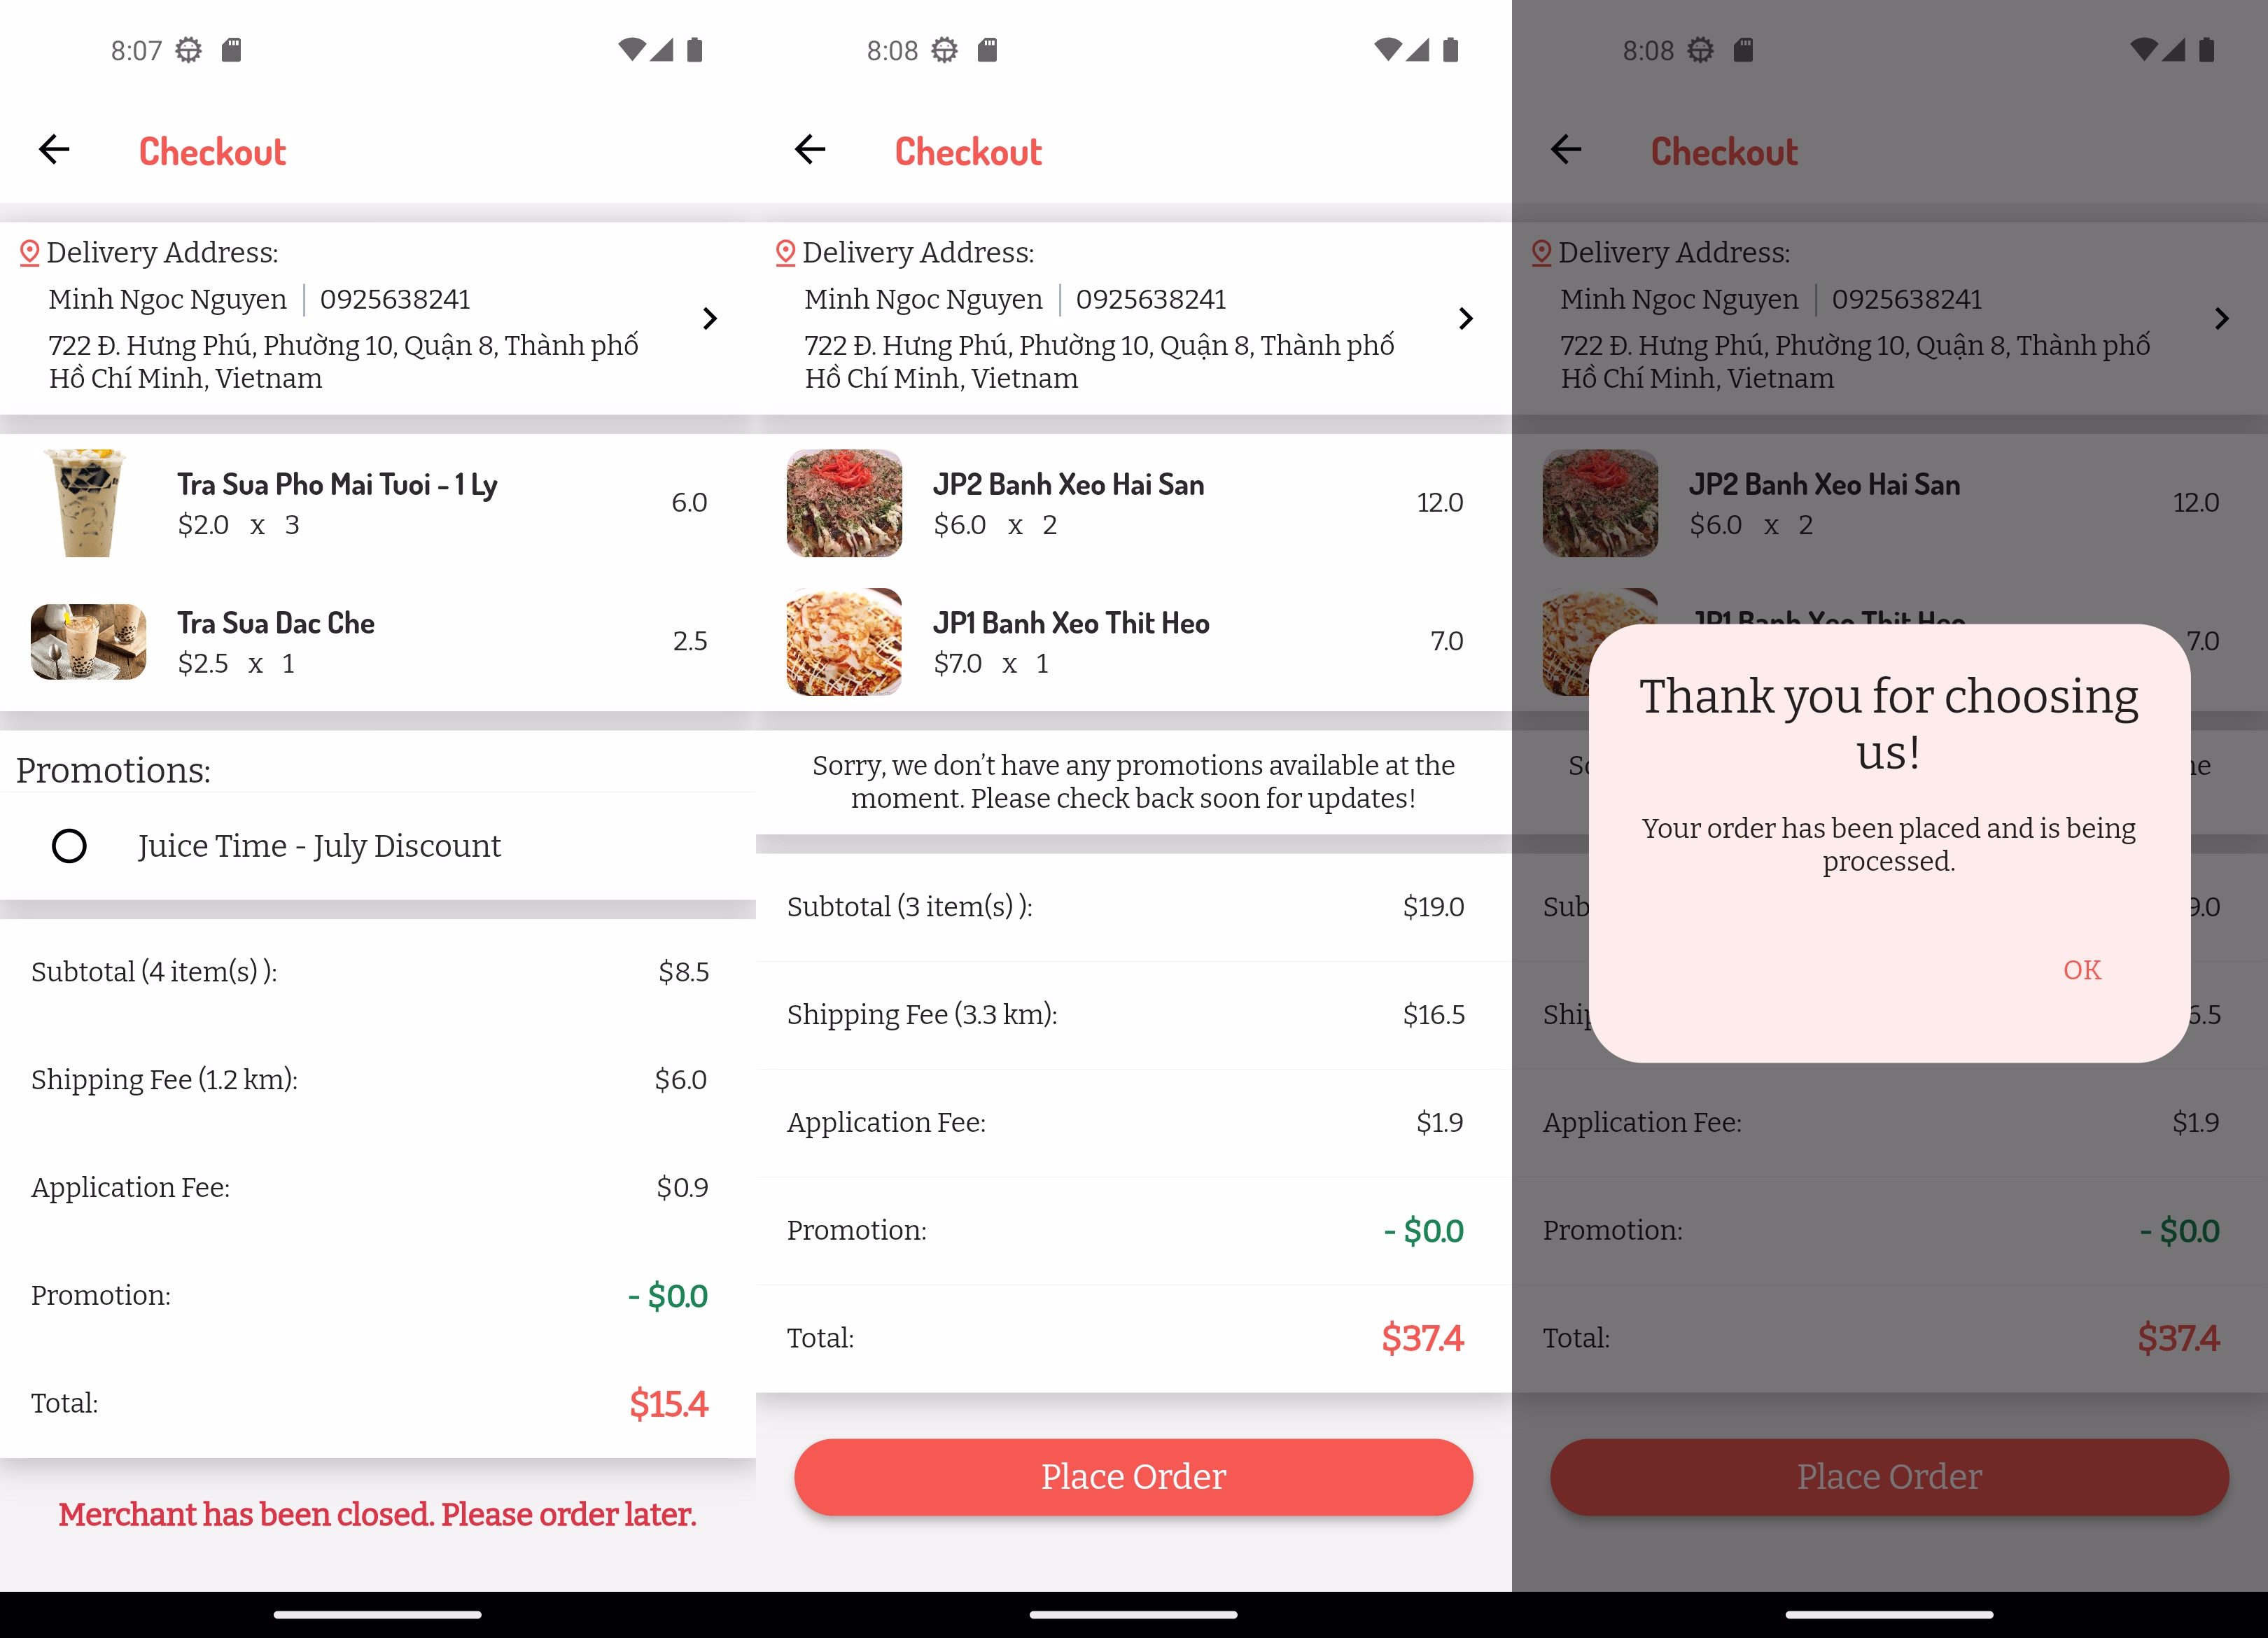 8:07
Checkout
Delivery Address:
Minh Ngoc Nguyen | 0925638241
722 Đ. Hưng Phú, Phường 10, Quận 8, Thành phố
Hồ Chí Minh, Vietnam
Tra Sua Pho Mai Tuoi - 1 Ly
$2.0 x 3
6.0
Tra Sua Dac Che
$2.5 x 1
2.5
Promotions:
Juice Time - July Discount
Subtotal (4 item(s) ): $8.5
Shipping Fee (1.2 km): $6.0
Application Fee: $0.9
Promotion: - $0.0
Total: $15.4
Merchant has been closed. Please order later.
8:08
Checkout
Delivery Address:
Minh Ngoc Nguyen | 0925638241
722 Đ. Hưng Phú, Phường 10, Quận 8, Thành phố
Hồ Chí Minh, Vietnam
JP2 Banh Xeo Hai San
$6.0 x 2
12.0
JP1 Banh Xeo Thit Heo
$7.0 x 1
7.0
Sorry, we don't have any promotions available at the
moment. Please check back soon for updates!
Subtotal (3 item(s) ): $19.0
Shipping Fee (3.3 km): $16.5
Application Fee: $1.9
Promotion: - $0.0
Total: $37.4
Place Order
8:08
Checkout
Delivery Address:
Minh Ngoc Nguyen | 0925638241
722 Đ. Hưng Phú, Phường 10, Quận 8, Thành phố
Hồ Chí Minh, Vietnam
JP2 Banh Xeo Hai San
$6.0 x 2
12.0
JP1 Banh Xeo Thit Heo
7.0
Thank you for choosing
us!
Your order has been placed and is being
processed.
OK
Application Fee: $1.9
Promotion: - $0.0
Total: $37.4
Place Order